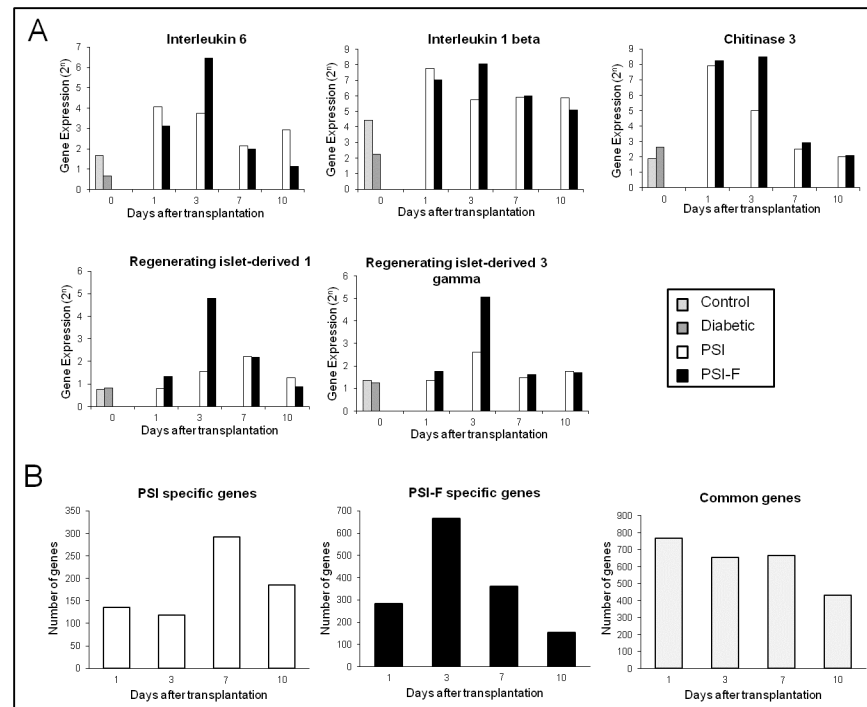 A
Interleukin 6
Gene Expression (2ⁿ)
7
6
5
4
3
2
1
0
0 1 3 7 10
Days after transplantation
Interleukin 1 beta
Gene Expression (2ⁿ)
9
8
7
6
5
4
3
2
1
0
0 1 3 7 10
Days after transplantation
Chitinase 3
Gene Expression (2ⁿ)
9
8
7
6
5
4
3
2
1
0
0 1 3 7 10
Days after transplantation
Regenerating islet-derived 1
Gene Expression (2ⁿ)
6
5
4
3
2
1
0
0 1 3 7 10
Days after transplantation
Regenerating islet-derived 3
gamma
Gene Expression (2ⁿ)
6
5
4
3
2
1
0
0 1 3 7 10
Days after transplantation
Control
Diabetic
PSI
PSI-F
B
PSI specific genes
Number of genes
350
300
250
200
150
100
50
0
1 3 7 10
Days after transplantation
PSI-F specific genes
Number of genes
700
600
500
400
300
200
100
0
1 3 7 10
Days after transplantation
Common genes
Number of genes
900
800
700
600
500
400
300
200
100
0
1 3 7 10
Days after transplantation